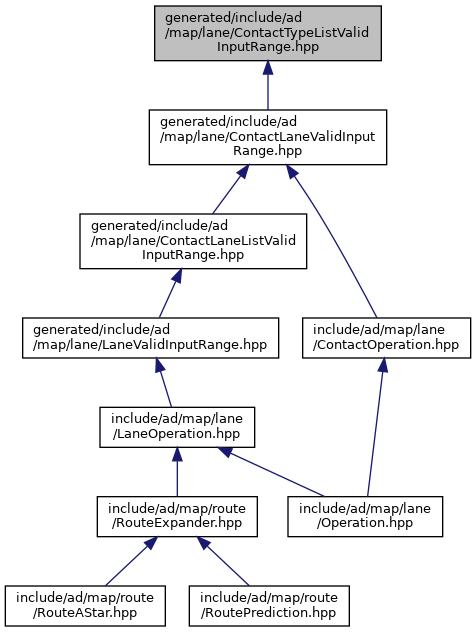 generated/include/ad
/map/lane/ContactTypeListValid
InputRange.hpp
generated/include/ad
/map/lane/ContactLaneValidInput
Range.hpp
generated/include/ad
/map/lane/ContactLaneListValid
InputRange.hpp
generated/include/ad
/map/lane/LaneValidInputRange.hpp
include/ad/map/lane
/ContactOperation.hpp
include/ad/map/lane
/LaneOperation.hpp
include/ad/map/route
/RouteExpander.hpp
include/ad/map/lane
/Operation.hpp
include/ad/map/route
/RouteAStar.hpp
include/ad/map/route
/RoutePrediction.hpp